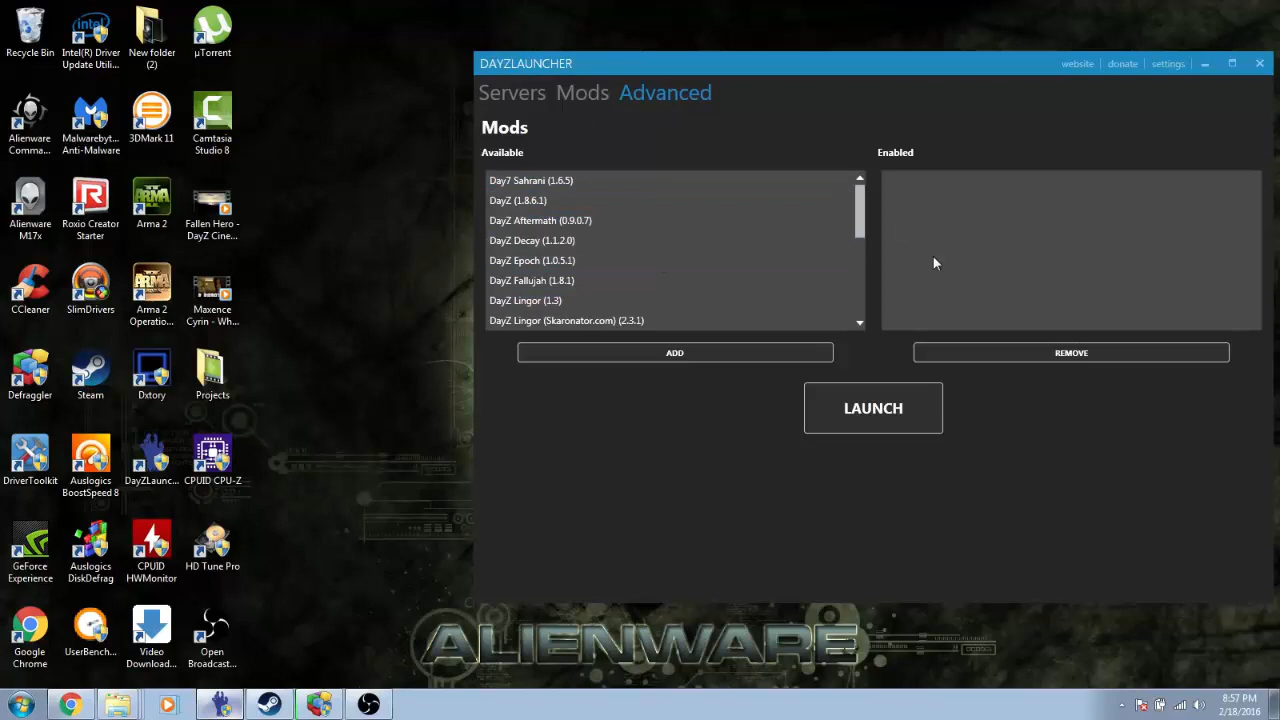 Recycle Bin
Intel(R) Driver
Update Utili...
New folder
(2)
µTorrent
Alienware
Comma...
Malwarebyt...
Anti-Malware
3DMark 11
Camtasia
Studio 8
Alienware
M17x
Roxio Creator
Starter
Arma 2
Fallen Hero -
DayZ Cine...
CCleaner
SlimDrivers
Arma 2
Operatio...
Maxence
Cyrin - Wh...
Defraggler
Steam
Dxtory
Projects
DriverToolkit
Auslogics
BoostSpeed 8
DayZLaunc...
CPUID CPU-Z
GeForce
Experience
Auslogics
DiskDefrag
CPUID
HWMonitor
HD Tune Pro
Google
Chrome
UserBench...
Video
Download...
Open
Broadcast...
DAYZLAUNCHER
website
donate
settings
Servers Mods Advanced
Mods
Available
Enabled
Day7 Sahrani (1.6.5)
DayZ (1.8.6.1)
DayZ Aftermath (0.9.0.7)
DayZ Decay (1.1.2.0)
DayZ Epoch (1.0.5.1)
DayZ Fallujah (1.8.1)
DayZ Lingor (1.3)
DayZ Lingor (Skaronator.com) (2.3.1)
ADD
REMOVE
LAUNCH
ALIENWARE
8:57 PM
2/18/2016